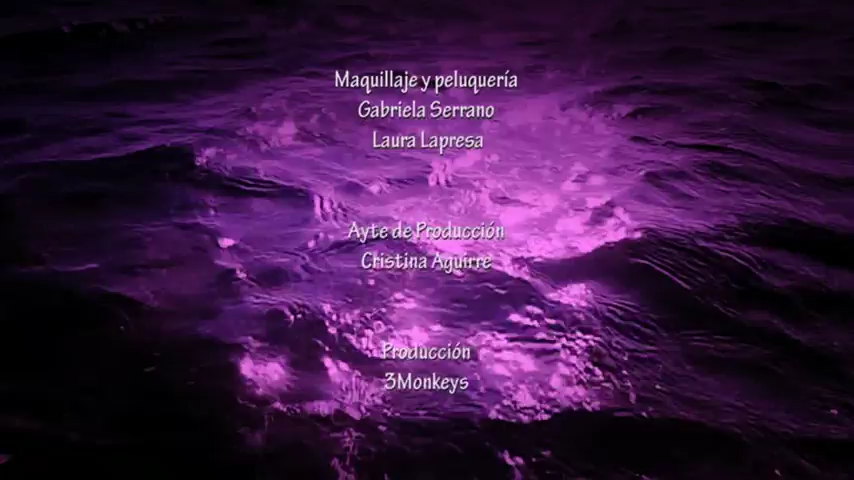 Maquillaje y peluquería
Gabriela Serrano
Laura Lapresa
Ayte de Producción
Cristina Aguirre
Producción
3Monkeys